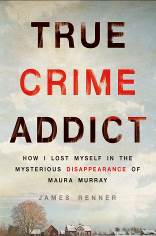 TRUE
CRIME
ADDICT
HOW I LOST MYSELF IN THE
MYSTERIOUS DISAPPEARANCE OF
MAURA MURRAY
JAMES RENNER